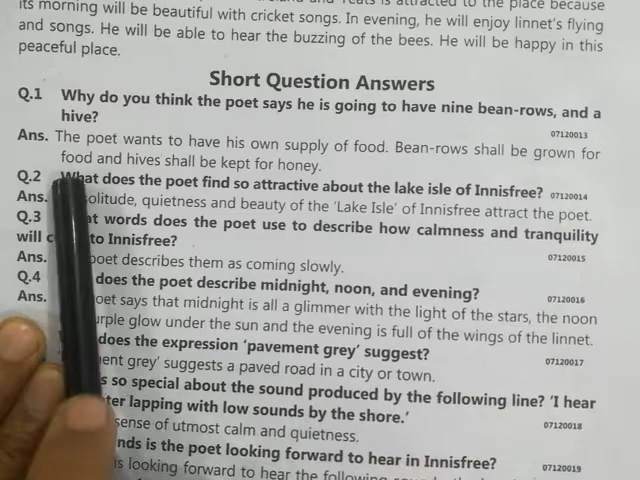 its morning will be beautiful with cricket songs. In evening, he will enjoy linnet's flying
and songs. He will be able to hear the buzzing of the bees. He will be happy in this
peaceful place.
Short Question Answers
Q.1 Why do you think the poet says he is going to have nine bean-rows, and a
hive? 07120013
Ans. The poet wants to have his own supply of food. Bean-rows shall be grown for
food and hives shall be kept for honey.
Q.2 What does the poet find so attractive about the lake isle of Innisfree? 07120014
Ans. solitude, quietness and beauty of the 'Lake Isle' of Innisfree attract the poet.
Q.3 words does the poet use to describe how calmness and tranquility
will to Innisfree? 07120015
Ans. poet describes them as coming slowly.
Q.4 does the poet describe midnight, noon, and evening? 07120016
Ans. says that midnight is all a glimmer with the light of the stars, the noon
glow under the sun and the evening is full of the wings of the linnet.
does the expression 'pavement grey' suggest? 07120017
grey' suggests a paved road in a city or town.
so special about the sound produced by the following line? 'I hear
lapping with low sounds by the shore.' 07120018
sense of utmost calm and quietness.
is the poet looking forward to hear in Innisfree? 07120019
is looking forward to hear the following